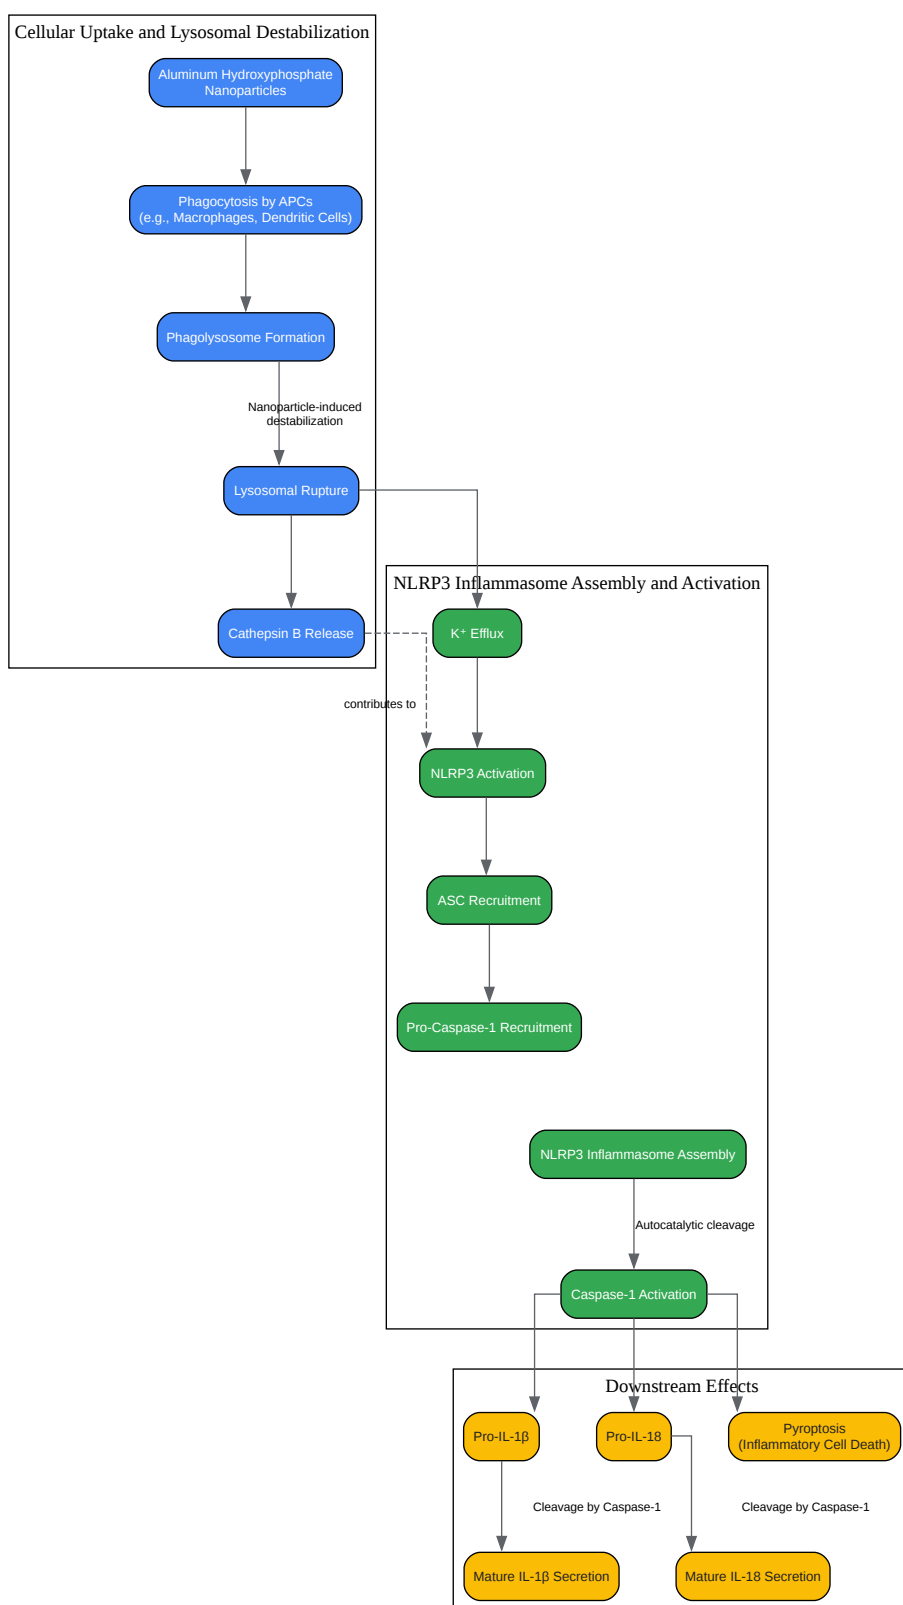 Cellular Uptake and Lysosomal Destabilization
Aluminum Hydroxyphosphate
Nanoparticles
Phagocytosis by APCs
(e.g., Macrophages, Dendritic Cells)
Phagolysosome Formation
Nanoparticle-induced
destabilization
Lysosomal Rupture
Cathepsin B Release
NLRP3 Inflammasome Assembly and Activation
K⁺ Efflux
contributes to
NLRP3 Activation
ASC Recruitment
Pro-Caspase-1 Recruitment
NLRP3 Inflammasome Assembly
Autocatalytic cleavage
Caspase-1 Activation
Downstream Effects
Pro-IL-1β
Pro-IL-18
Pyroptosis
(Inflammatory Cell Death)
Cleavage by Caspase-1
Cleavage by Caspase-1
Mature IL-1β Secretion
Mature IL-18 Secretion